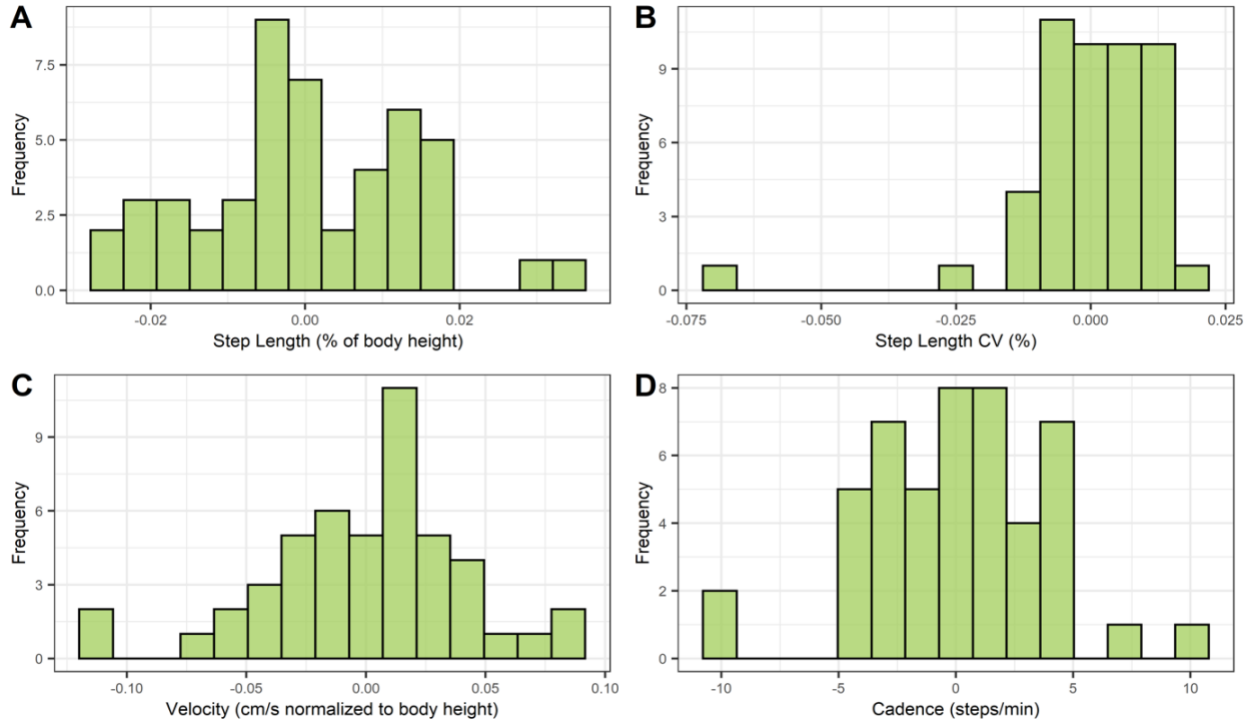 A
Frequency
7.5
5.0
2.5
0.0
-0.02 0.00 0.02
Step Length (% of body height)
B
Frequency
9
6
3
0
-0.075 -0.050 -0.025 0.000 0.025
Step Length CV (%)
C
Frequency
9
6
3
0
-0.10 -0.05 0.00 0.05 0.10
Velocity (cm/s normalized to body height)
D
Frequency
8
6
4
2
0
-10 -5 0 5 10
Cadence (steps/min)